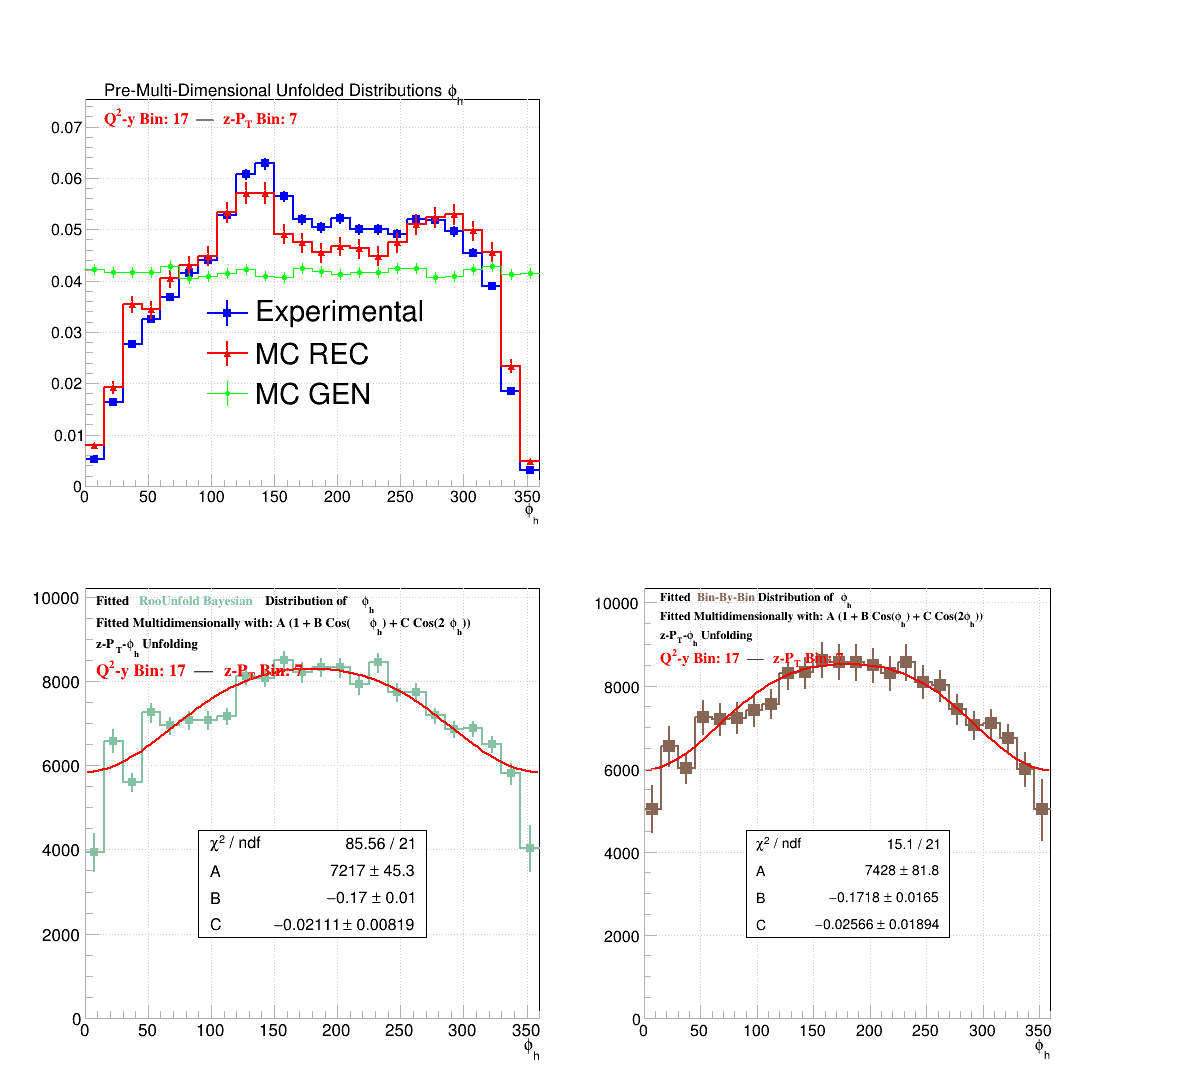 Pre-Multi-Dimensional Unfolded Distributions ϕh
Q²-y Bin: 17 — z-PT Bin: 7
0.07
0.06
0.05
0.04
0.03
0.02
0.01
0
Experimental
MC REC
MC GEN
0 50 100 150 200 250 300 350
ϕh
Fitted RooUnfold Bayesian Distribution of ϕh
Fitted Multidimensionally with: A (1 + B Cos( ϕh) + C Cos(2 ϕh))
z-PT-ϕh Unfolding
Q²-y Bin: 17 — z-PT Bin: 7
10000
8000
6000
4000
2000
0
χ² / ndf 85.56 / 21
A 7217 ± 45.3
B −0.17 ± 0.01
C −0.02111 ± 0.00819
0 50 100 150 200 250 300 350
ϕh
Fitted Bin-By-Bin Distribution of ϕh
Fitted Multidimensionally with: A (1 + B Cos(ϕh) + C Cos(2ϕh))
z-PT-ϕh Unfolding
Q²-y Bin: 17 — z-PT Bin: 7
10000
8000
6000
4000
2000
0
χ² / ndf 15.1 / 21
A 7428 ± 81.8
B −0.1718 ± 0.0165
C −0.02566 ± 0.01894
0 50 100 150 200 250 300 350
ϕh